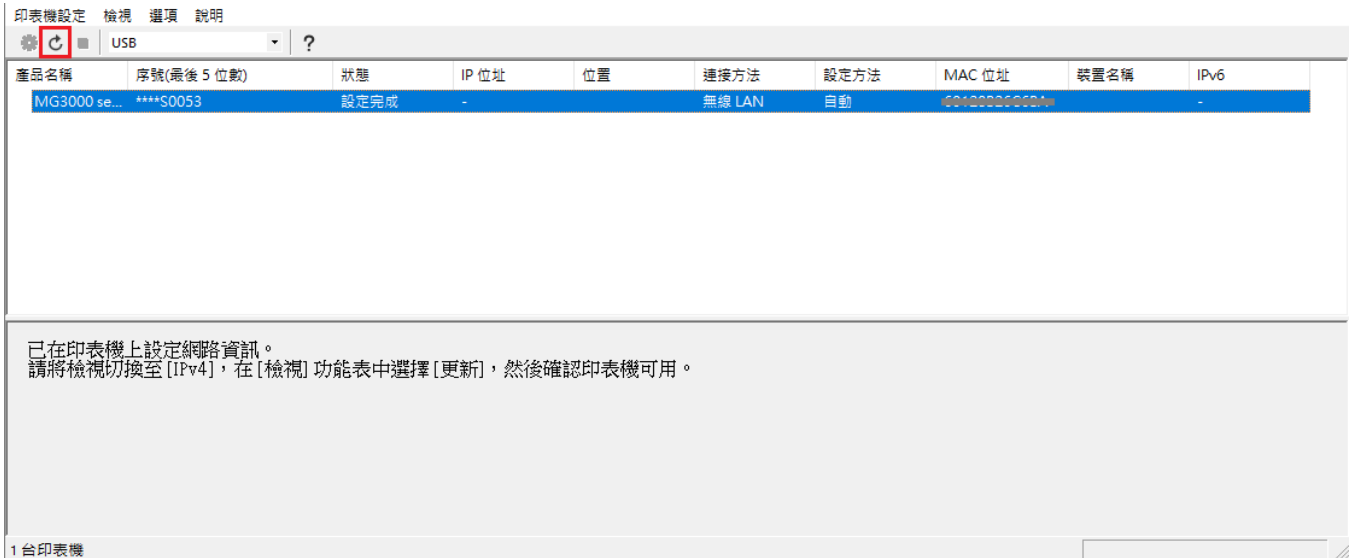 印表機設定 檢視 選項 說明
USB ?
產品名稱 序號(最後 5 位數) 狀態 IP 位址 位置 連接方法 設定方法 MAC 位址 裝置名稱 IPv6
MG3000 se... ****S0053 設定完成 - 無線 LAN 自動 -
已在印表機上設定網路資訊。
請將檢視切換至 [IPv4]，在 [檢視] 功能表中選擇 [更新]，然後確認印表機可用。
1 台印表機